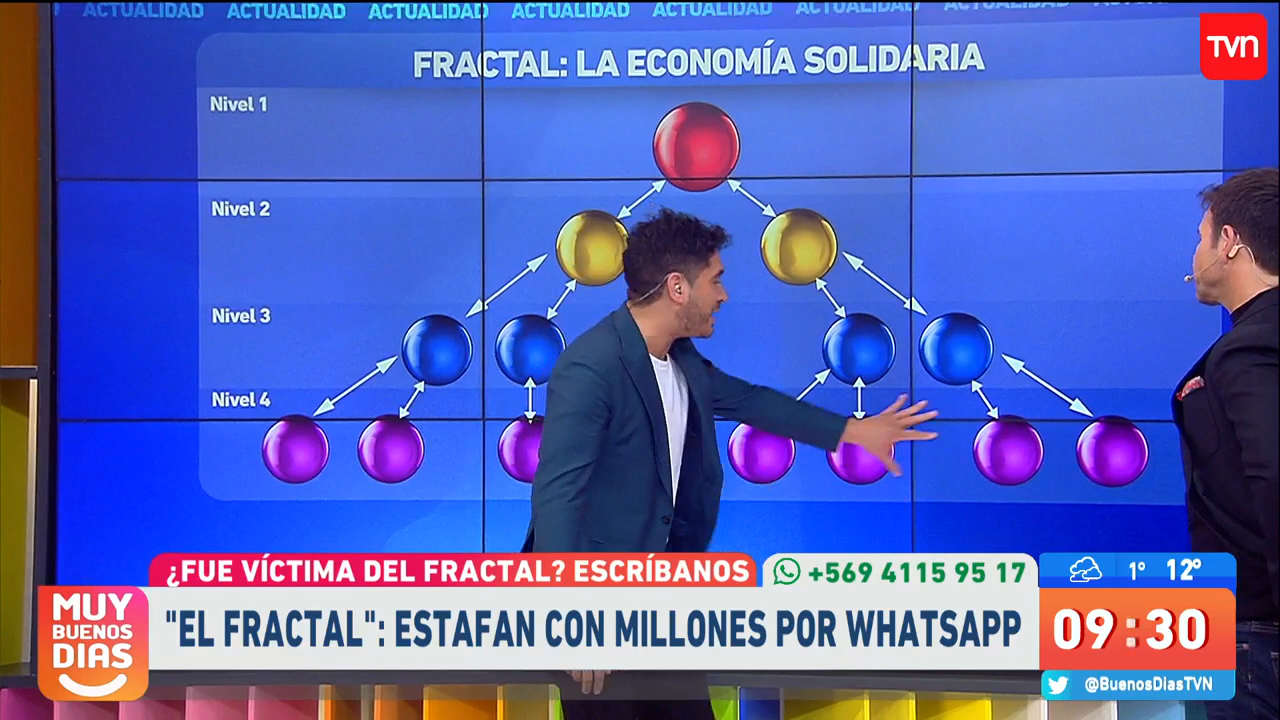 ACTUALIDAD ACTUALIDAD ACTUALIDAD ACTUALIDAD ACTUALIDAD ACTUALIDAD ACTUALIDAD
TVN
FRACTAL: LA ECONOMÍA SOLIDARIA
Nivel 1
Nivel 2
Nivel 3
Nivel 4
¿FUE VÍCTIMA DEL FRACTAL? ESCRÍBANOS
+569 4115 95 17
1° 12°
MUY
BUENOS
DIAS
"EL FRACTAL": ESTAFAN CON MILLONES POR WHATSAPP
09:30
@BuenosDiasTVN